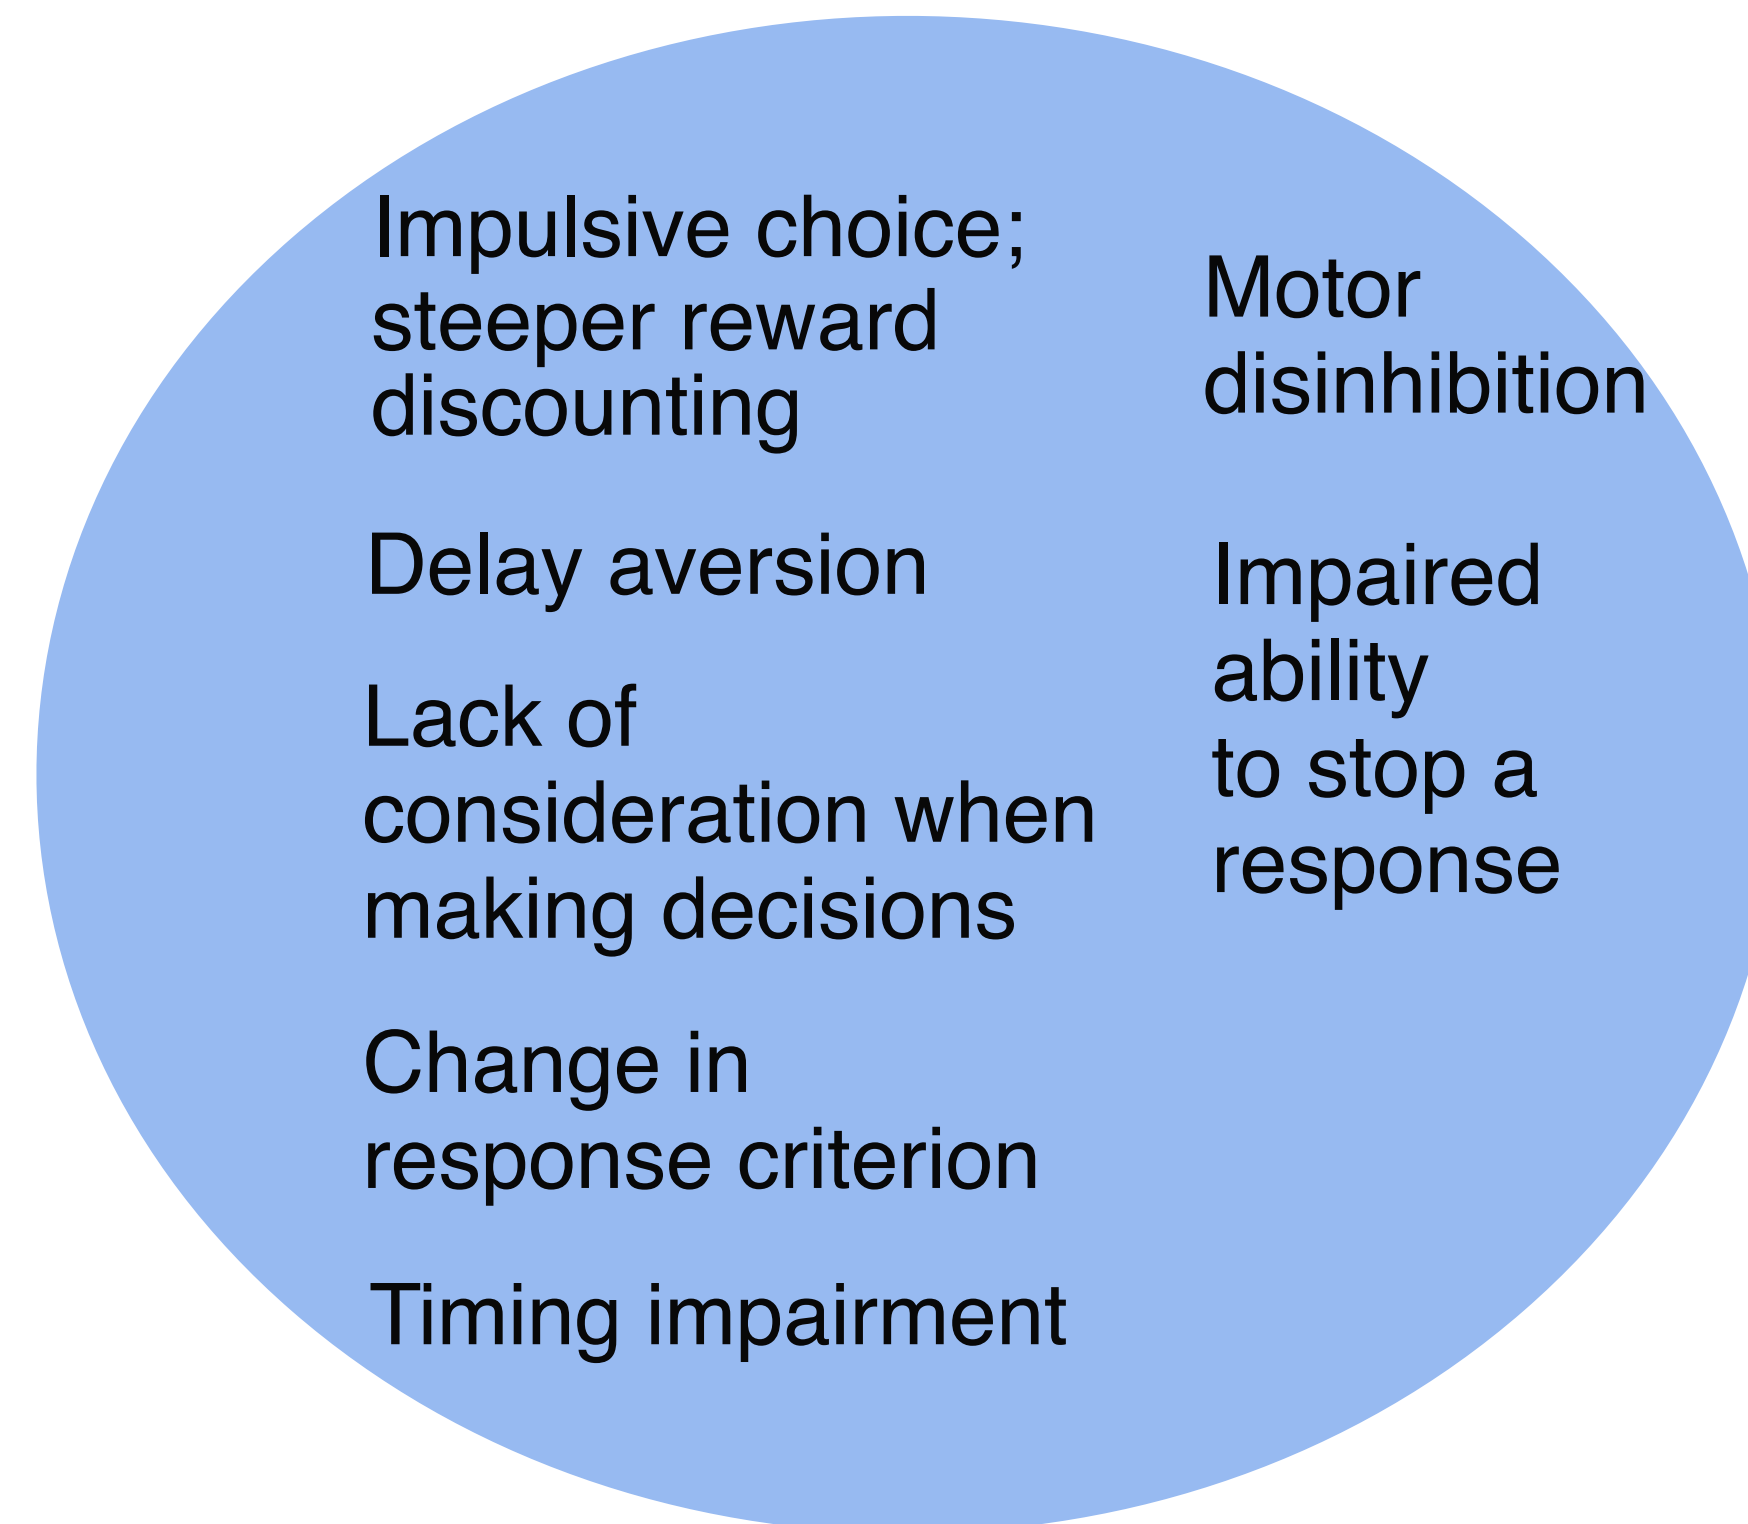 Impulsive choice;
steeper reward
discounting
Delay aversion
Lack of
consideration when
making decisions
Change in
response criterion
Timing impairment
Motor
disinhibition
Impaired
ability
to stop a
response